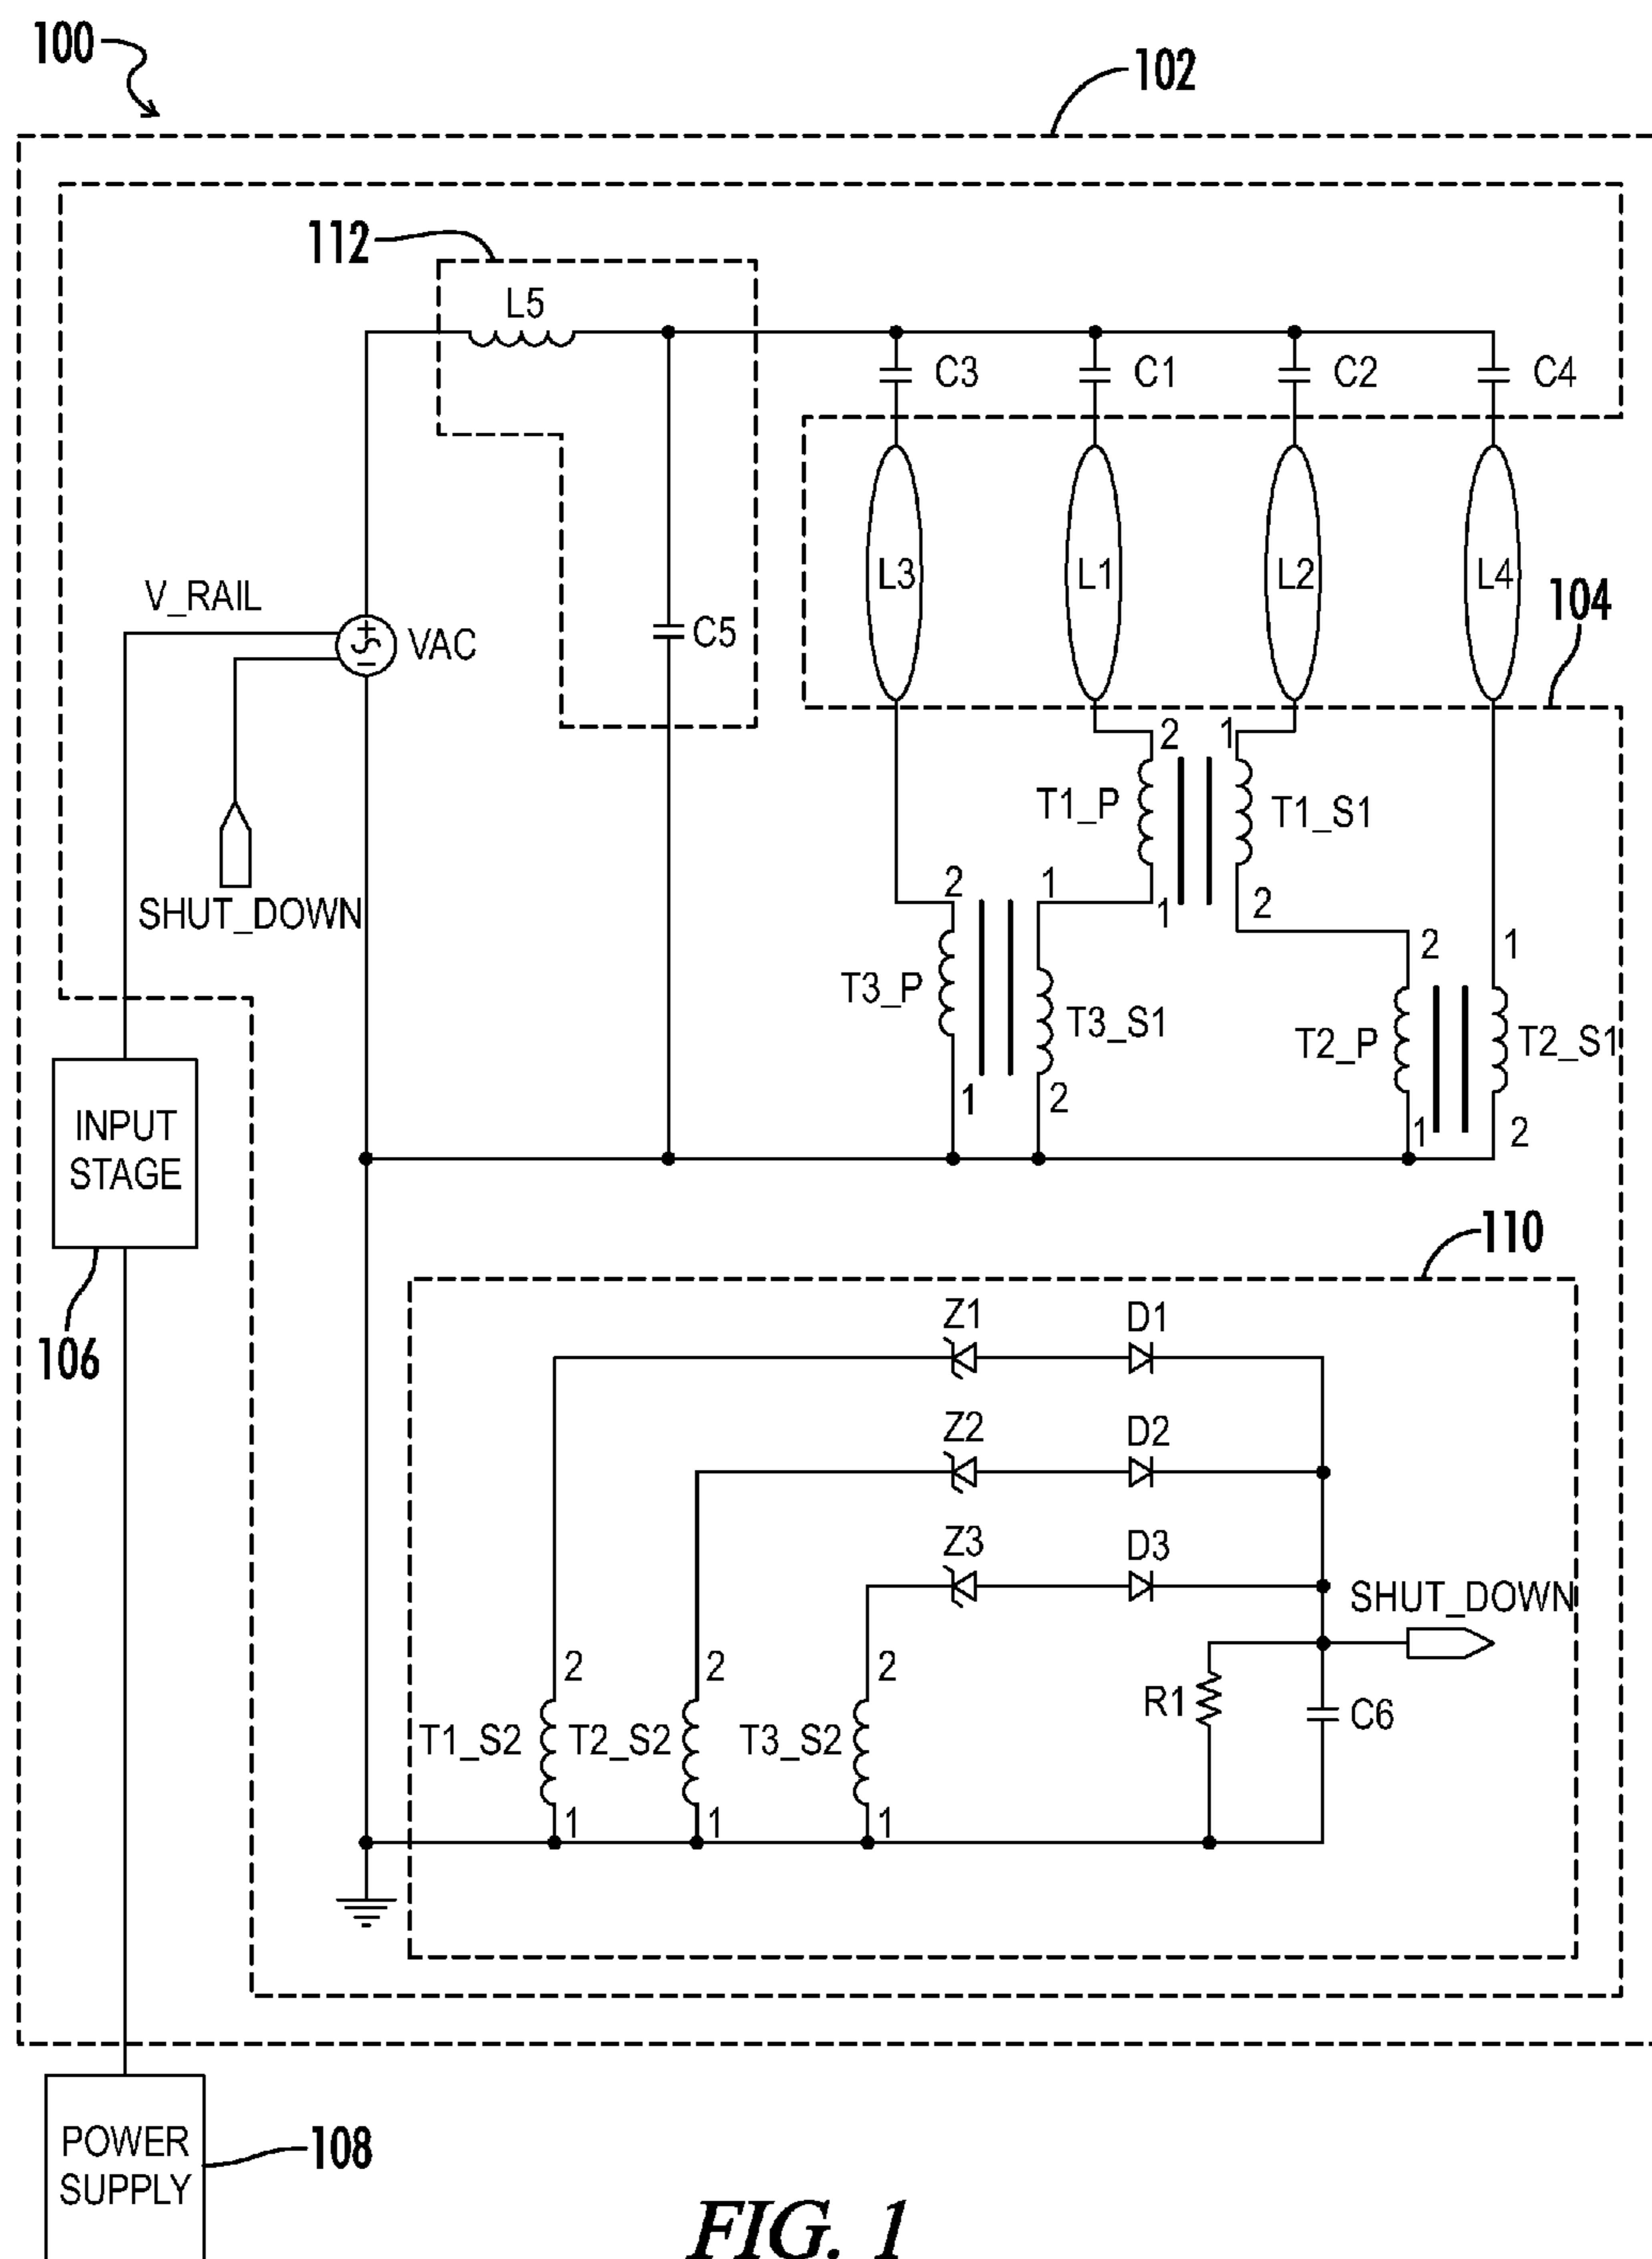 100
102
112
L5
C3
C1
C2
C4
L3
L1
L2
L4
104
V_RAIL
VAC
C5
2
1
T1_P
T1_S1
SHUT_DOWN
2
1
1
2
2
1
T3_P
T3_S1
T2_P
T2_S1
1
2
1
2
INPUT
STAGE
106
110
Z1
D1
Z2
D2
Z3
D3
SHUT_DOWN
2
2
2
R1
C6
T1_S2
T2_S2
T3_S2
1
1
1
POWER
SUPPLY
108
FIG. 1